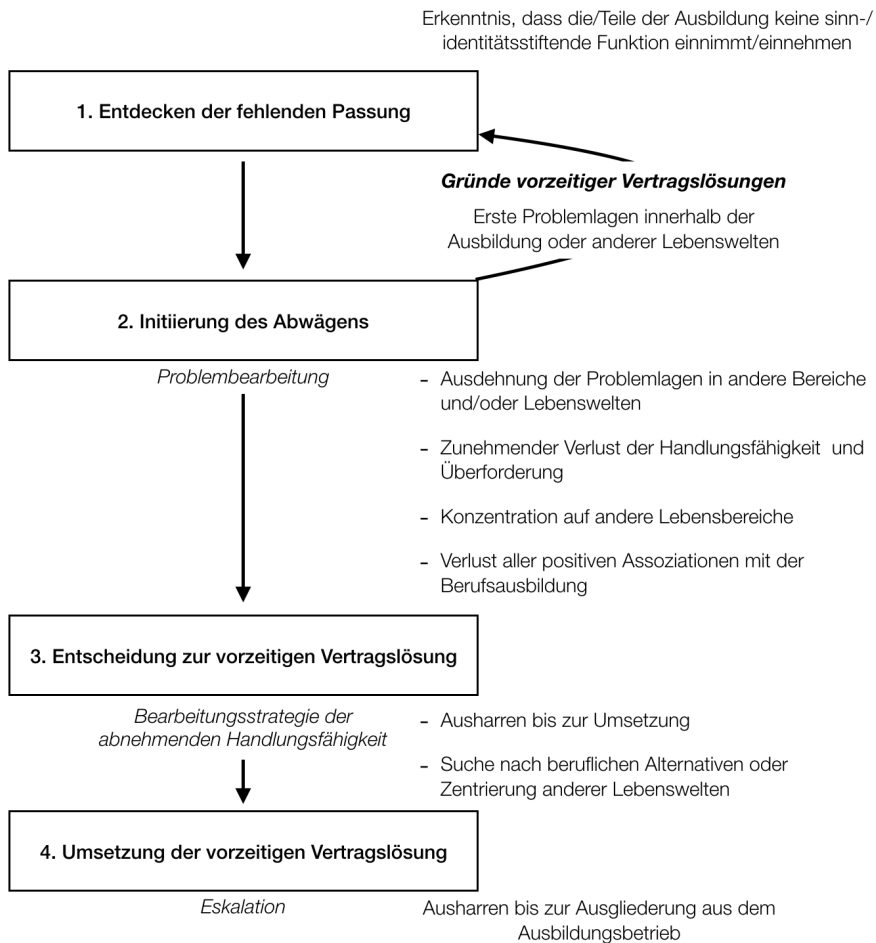 Erkenntnis, dass die/Teile der Ausbildung keine sinn-/
identitätsstiftende Funktion einnimmt/einnehmen
1. Entdecken der fehlenden Passung
Gründe vorzeitiger Vertragslösungen
Erste Problemlagen innerhalb der
Ausbildung oder anderer Lebenswelten
2. Initiierung des Abwägens
Problembearbeitung
- Ausdehnung der Problemlagen in andere Bereiche
und/oder Lebenswelten
- Zunehmender Verlust der Handlungsfähigkeit und
Überforderung
- Konzentration auf andere Lebensbereiche
- Verlust aller positiven Assoziationen mit der
Berufsausbildung
3. Entscheidung zur vorzeitigen Vertragslösung
Bearbeitungsstrategie der
abnehmenden Handlungsfähigkeit
- Ausharren bis zur Umsetzung
- Suche nach beruflichen Alternativen oder
Zentrierung anderer Lebenswelten
4. Umsetzung der vorzeitigen Vertragslösung
Eskalation
Ausharren bis zur Ausgliederung aus dem
Ausbildungsbetrieb